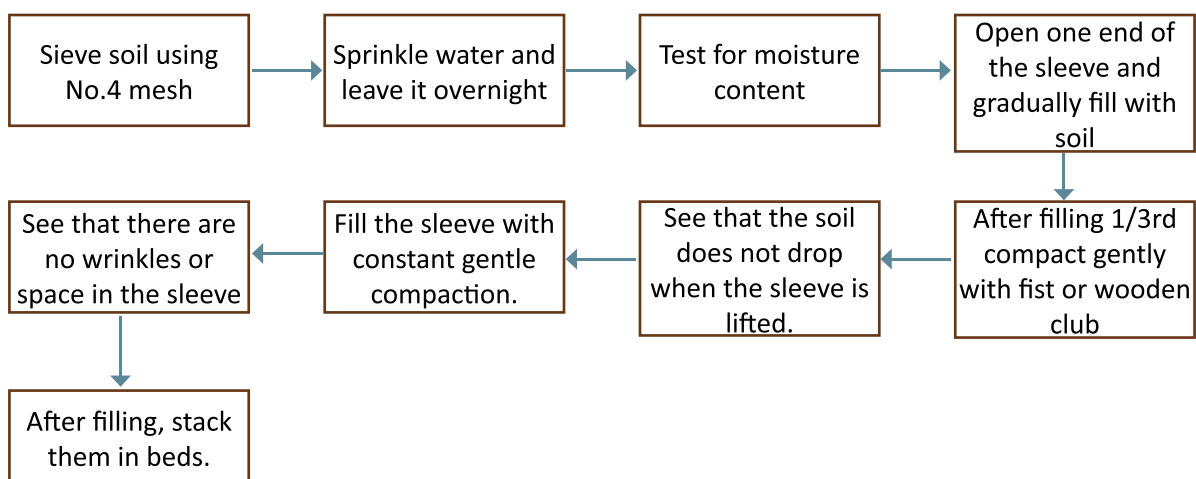 Sieve soil using
No.4 mesh
Sprinkle water and
leave it overnight
Test for moisture
content
Open one end of
the sleeve and
gradually fill with
soil
After filling 1/3rd
compact gently
with fist or wooden
club
See that the soil
does not drop
when the sleeve is
lifted.
Fill the sleeve with
constant gentle
compaction.
See that there are
no wrinkles or
space in the sleeve
After filling, stack
them in beds.